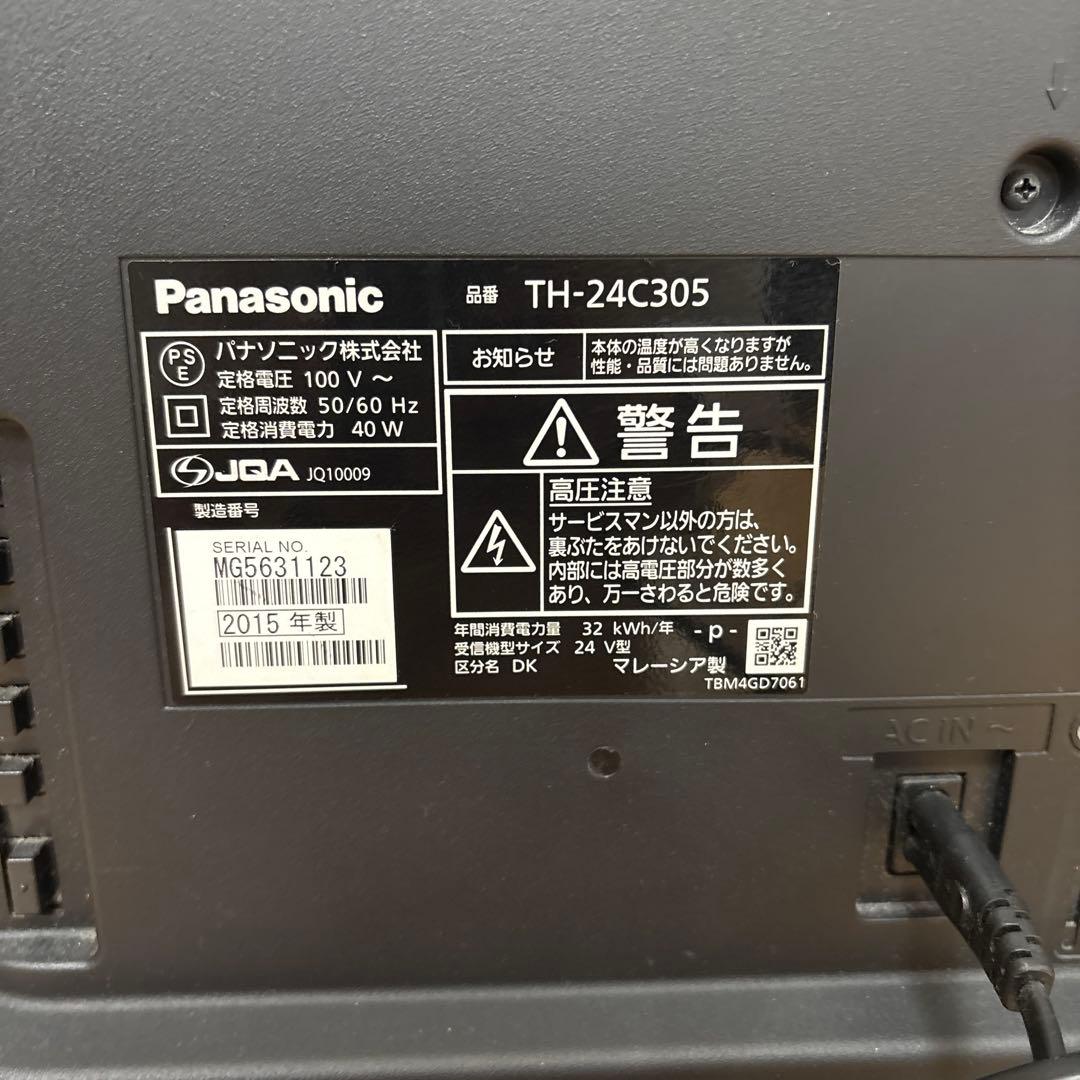 Panasonic 品番 TH-24C305
PS
E
パナソニック株式会社
定格電圧 100 V ～
定格周波数 50/60 Hz
定格消費電力 40 W
JQA JQ10009
製造番号
SERIAL NO.
MG5631123
2015 年製
お知らせ
本体の温度が高くなりますが
性能・品質には問題ありません。
警告
高圧注意
サービスマン以外の方は、
裏ぶたをあけないでください。
内部には高電圧部分が数多く
あり、万一さわると危険です。
年間消費電力量 32 kWh/年 -p-
受信機型サイズ 24 V型
区分名 DK マレーシア製
TBM4GD7061
AC IN ～